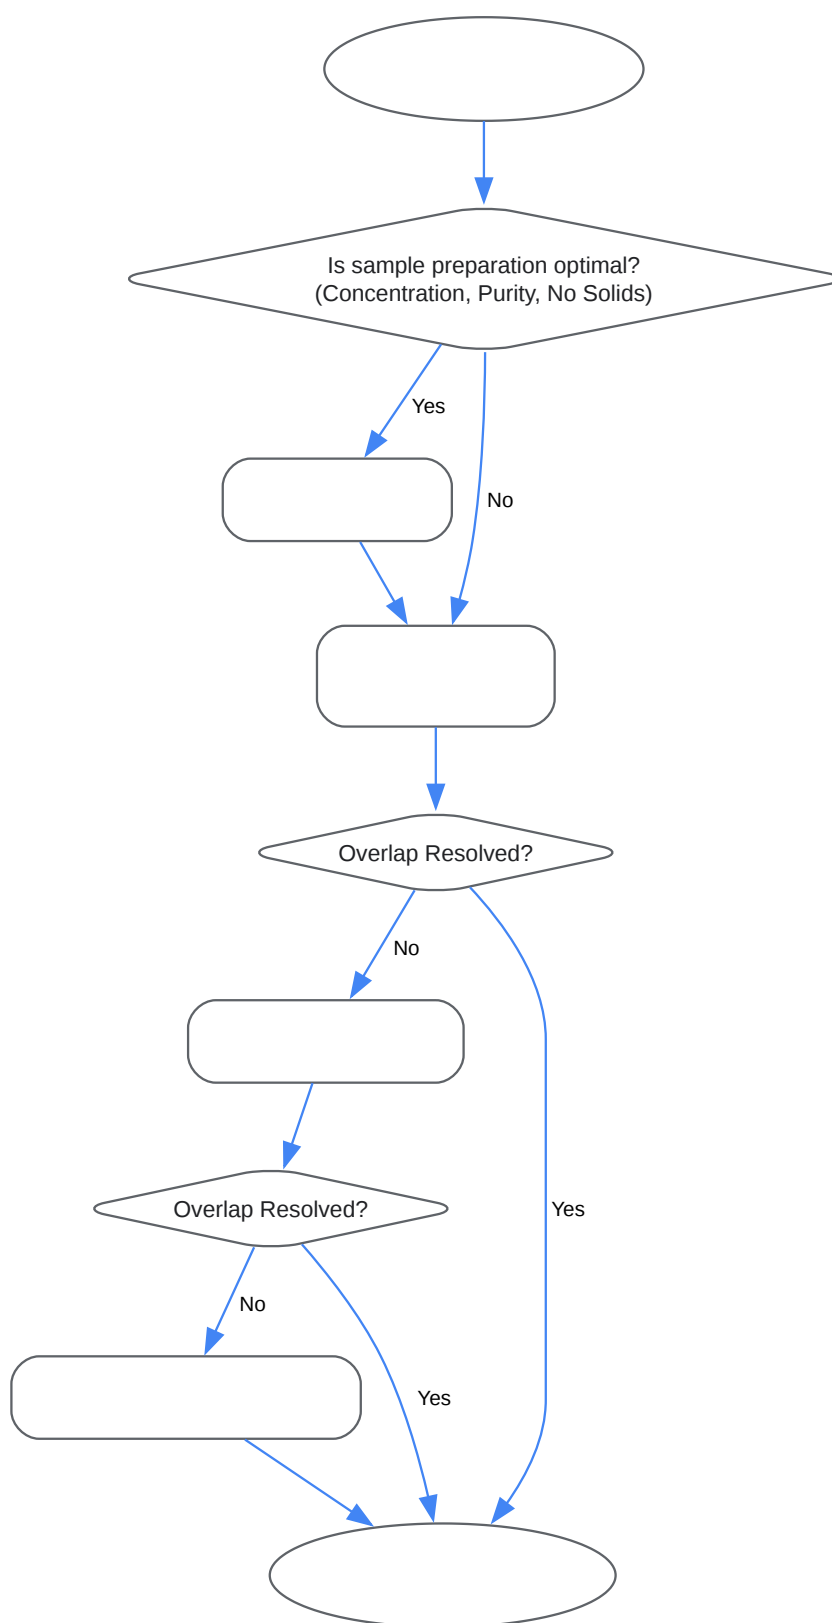 Is sample preparation optimal?
(Concentration, Purity, No Solids)
Yes
No
Overlap Resolved?
No
Overlap Resolved?
Yes
No
Yes